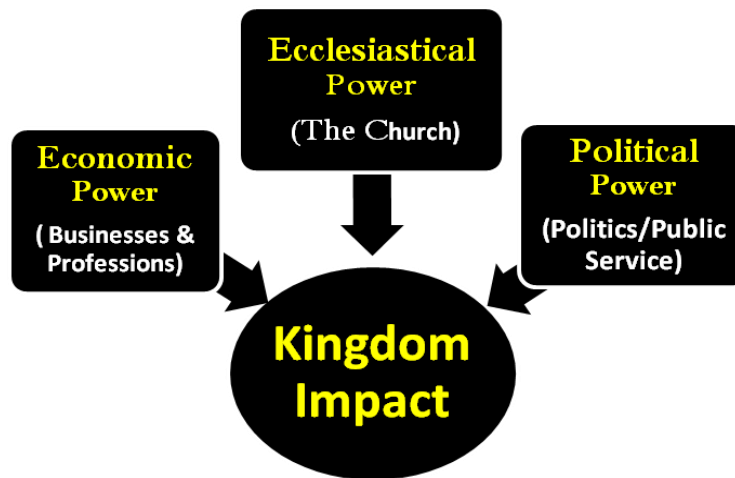 Ecclesiastical
Power
(The Church)
Economic
Power
( Businesses &
Professions)
Political
Power
(Politics/Public
Service)
Kingdom
Impact